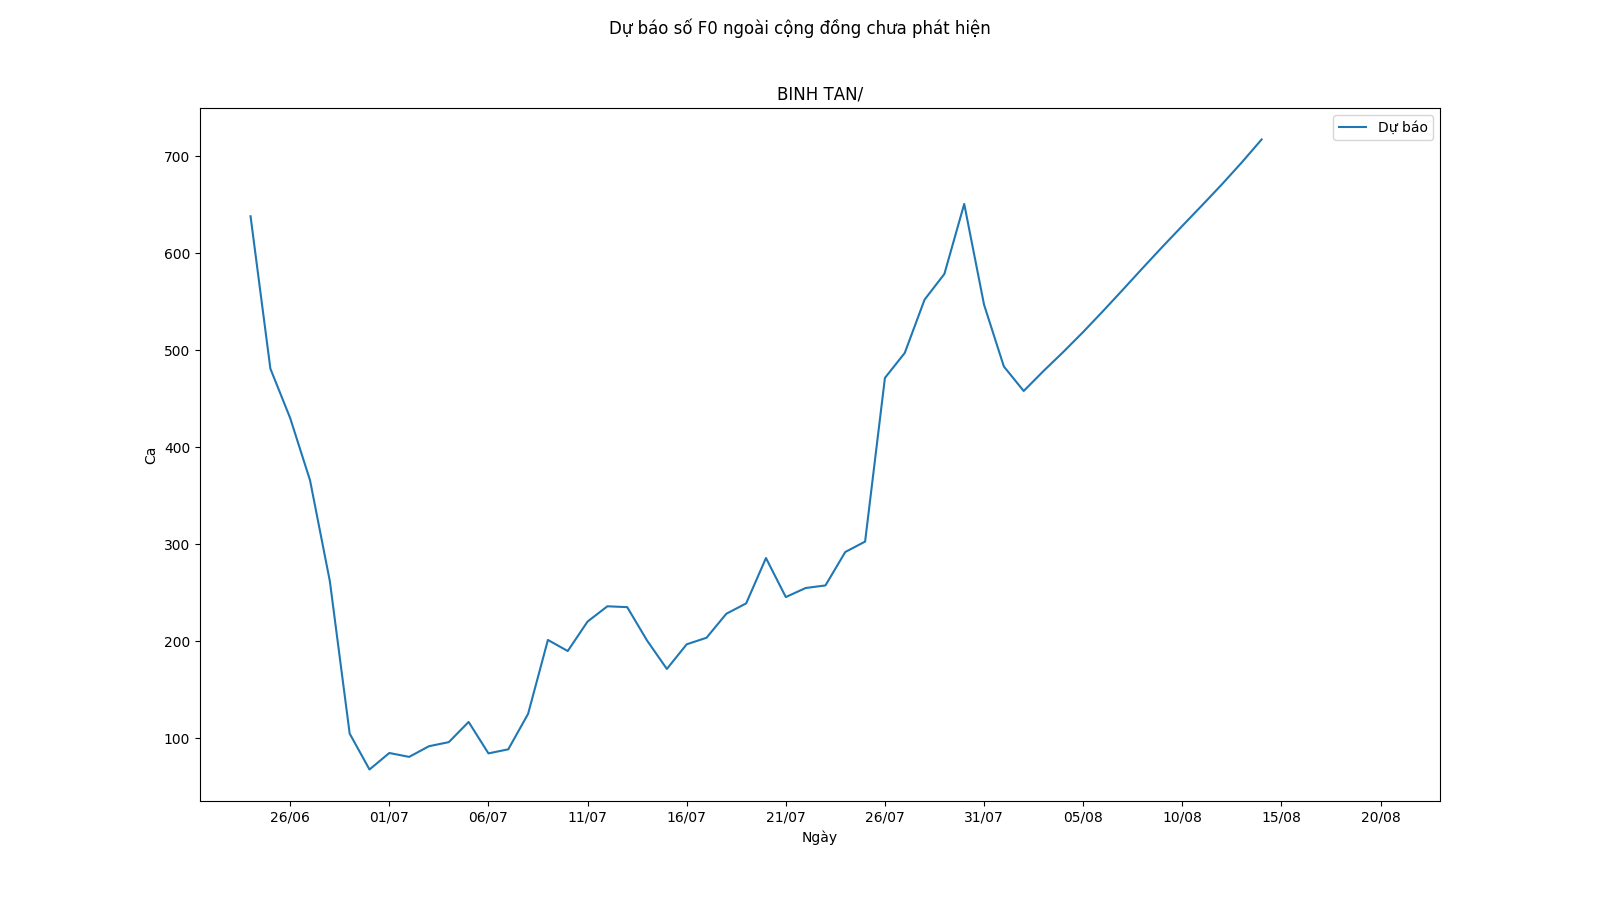 Dự báo số F0 ngoài cộng đồng chưa phát hiện
BINH TAN/
Dự báo
700
600
500
400
300
200
100
Ca
26/06 01/07 06/07 11/07 16/07 21/07 26/07 31/07 05/08 10/08 15/08 20/08
Ngày